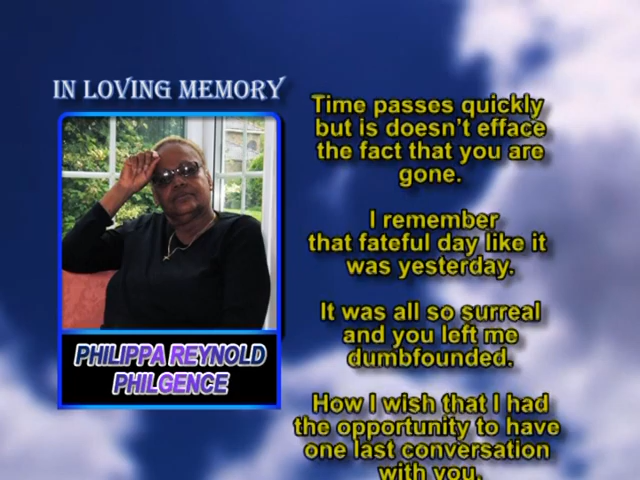 IN LOVING MEMORY
PHILIPPA REYNOLD
PHILGENCE
Time passes quickly
but is doesn't efface
the fact that you are
gone.
I remember
that fateful day like it
was yesterday.
It was all so surreal
and you left me
dumbfounded.
How I wish that I had
the opportunity to have
one last conversation
with you.